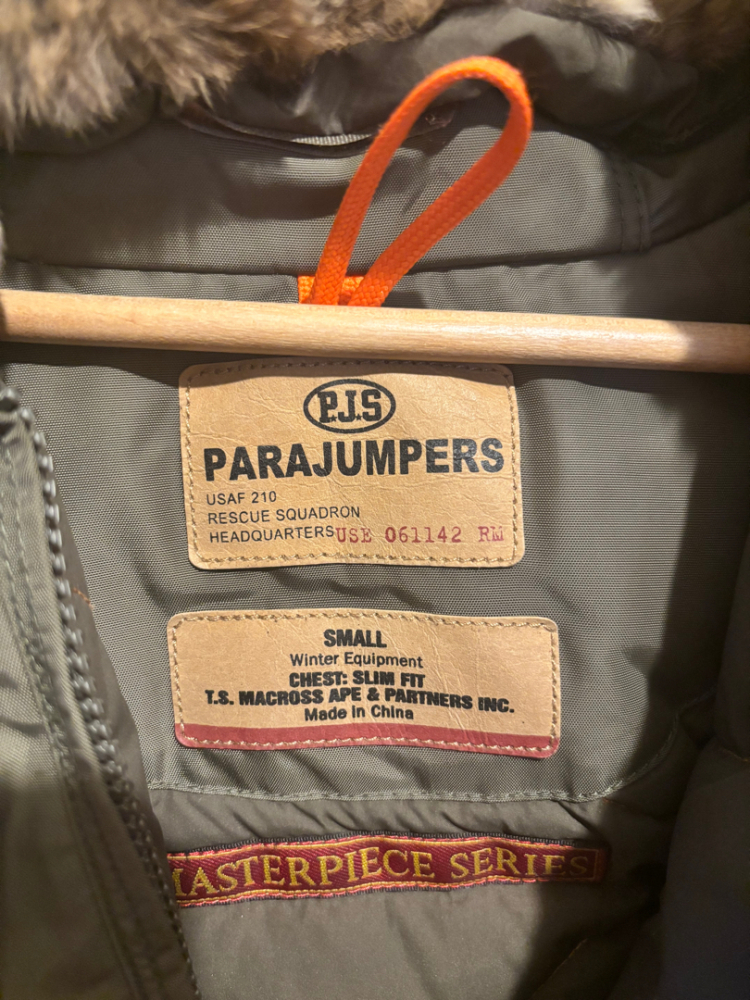 P.J.S
PARAJUMPERS
USAF 210
RESCUE SQUADRON
HEADQUARTERS USE 061142 RM
SMALL
Winter Equipment
CHEST: SLIM FIT
T.S. MACROSS APE & PARTNERS INC.
Made in China
MASTERPIECE SERIES